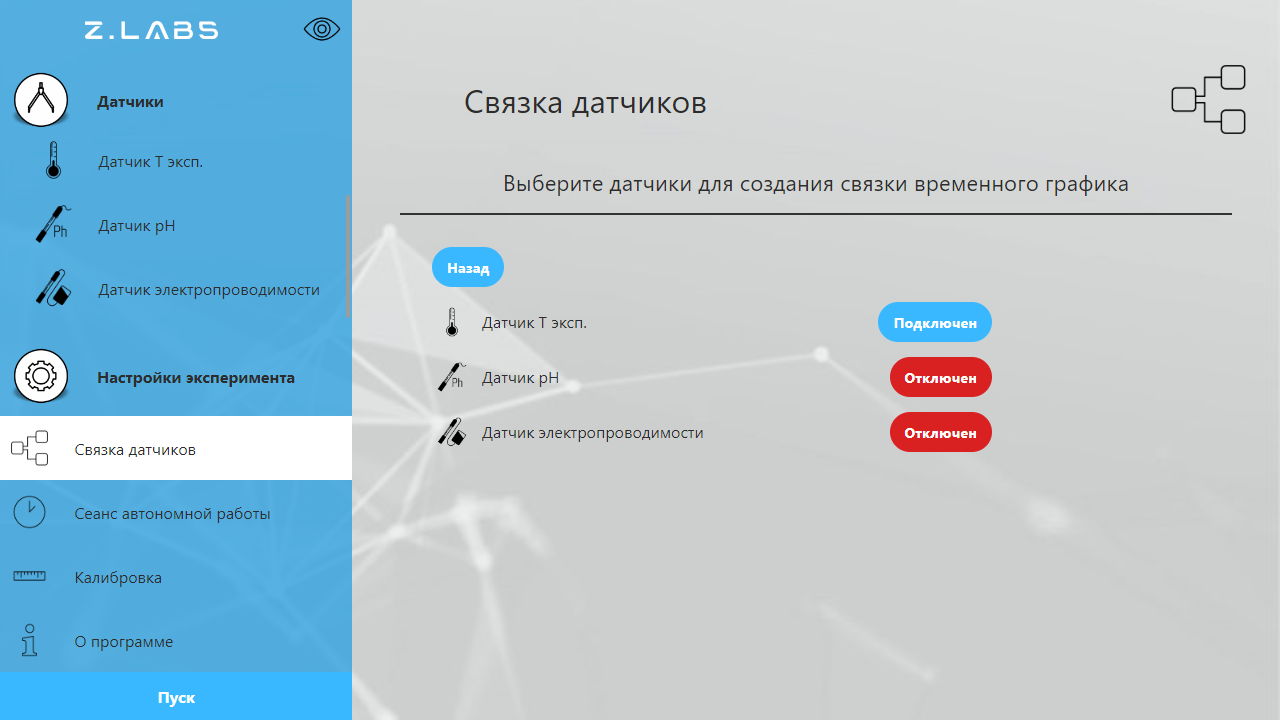 Z.LABS
Датчики
Датчик T эксп.
Ph
Датчик pH
Датчик электропроводимости
Настройки эксперимента
Связка датчиков
Сеанс автономной работы
Калибровка
О программе
Пуск
Связка датчиков
Выберите датчики для создания связки временного графика
Назад
Датчик T эксп.
Подключен
Ph
Датчик pH
Отключен
Датчик электропроводимости
Отключен